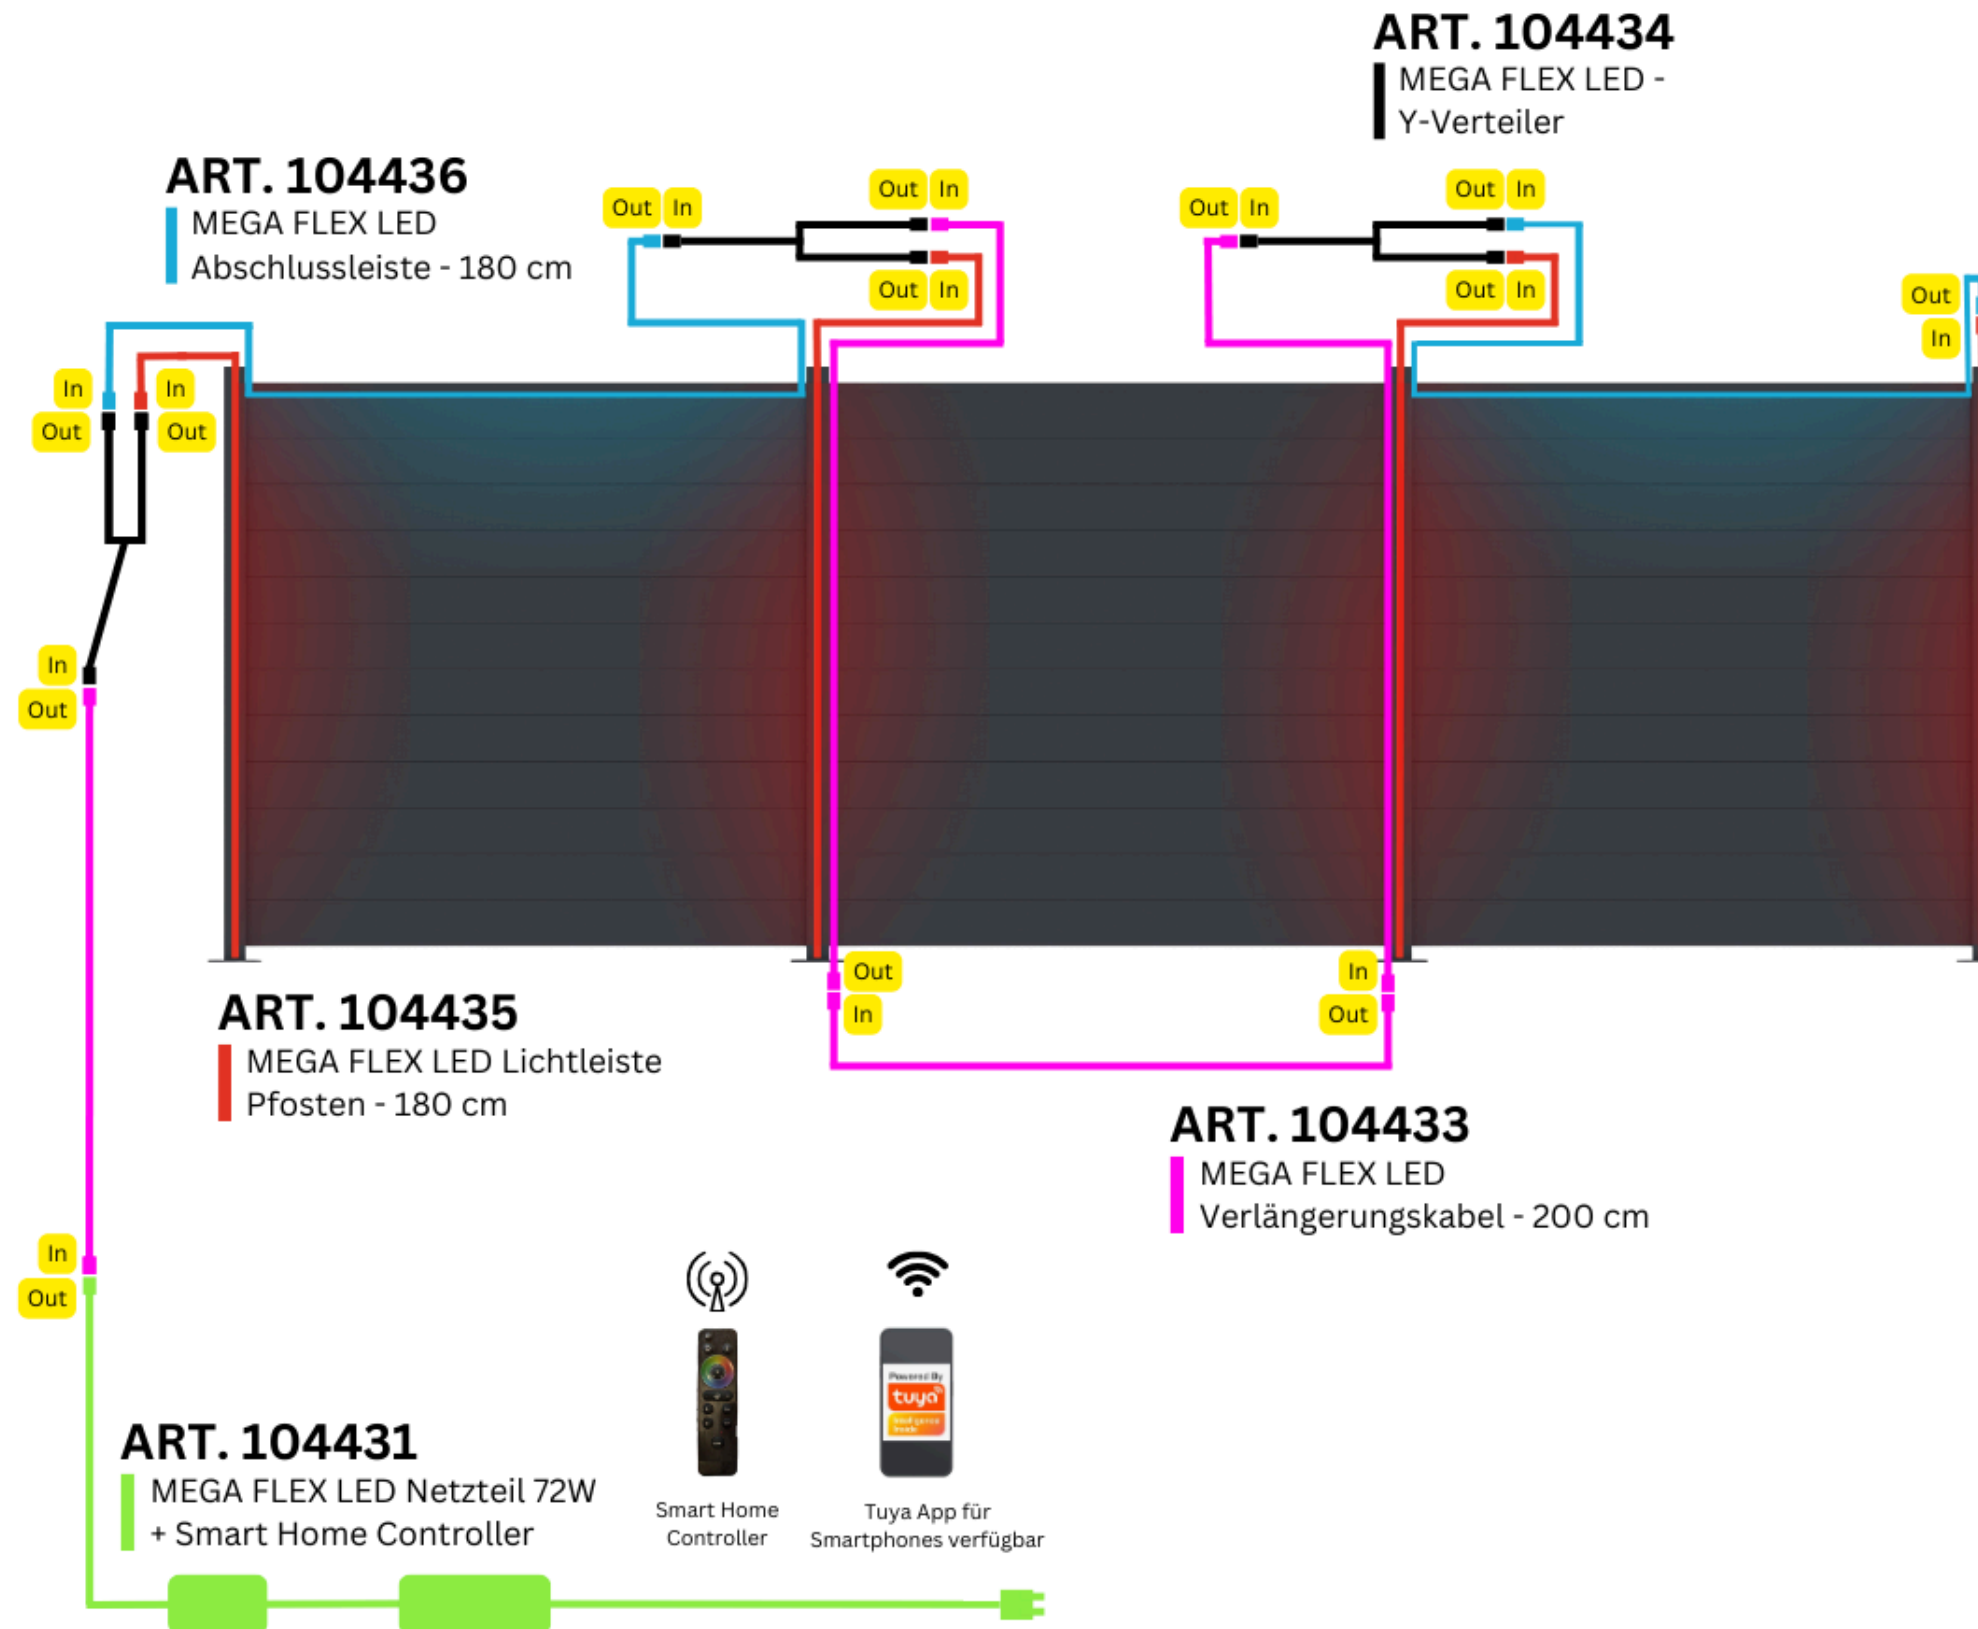 ART. 104434
MEGA FLEX LED -
Y-Verteiler
ART. 104436
MEGA FLEX LED
Abschlussleiste - 180 cm
Out In
Out In
Out In
Out In
Out In
Out In
Out
In
In
In
Out
Out
In
Out
Out
In
In
Out
ART. 104435
MEGA FLEX LED Lichtleiste
Pfosten - 180 cm
ART. 104433
MEGA FLEX LED
Verlängerungskabel - 200 cm
In
Out
Powered By
tuya
ART. 104431
MEGA FLEX LED Netzteil 72W
+ Smart Home Controller
Smart Home
Controller
Tuya App für
Smartphones verfügbar